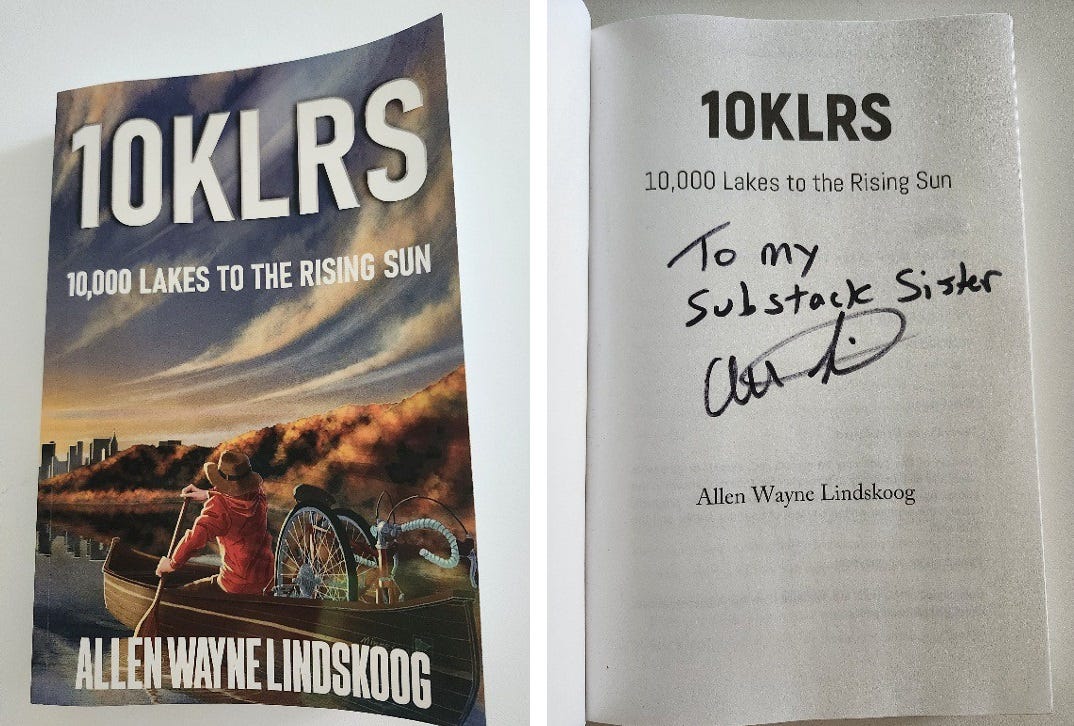 10KLRS
10,000 LAKES TO THE RISING SUN
ALLEN WAYNE LINDSKOOG
10KLRS
10,000 Lakes to the Rising Sun
To my
Substack Sister
Allen Wayne Lindskoog